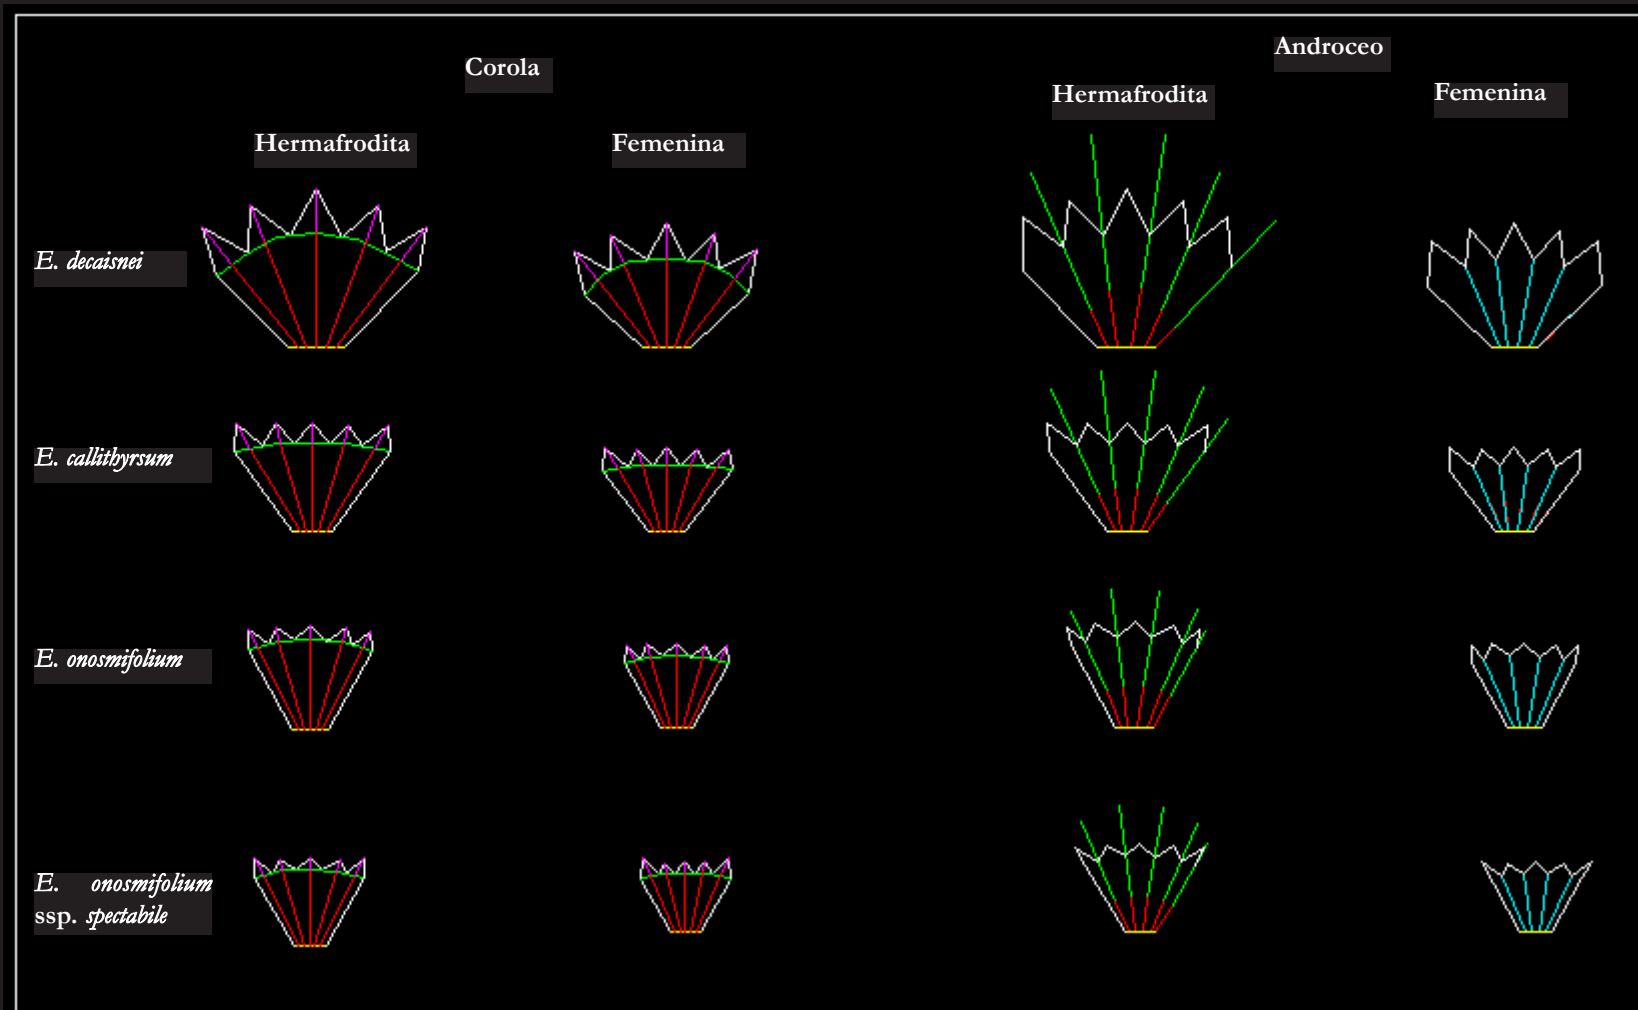 Corola
Androceo
Hermafrodita
Femenina
Hermafrodita
Femenina
E. decaisnei
E. callithyrsum
E. onosmifolium
E. onosmifolium
ssp. spectabile